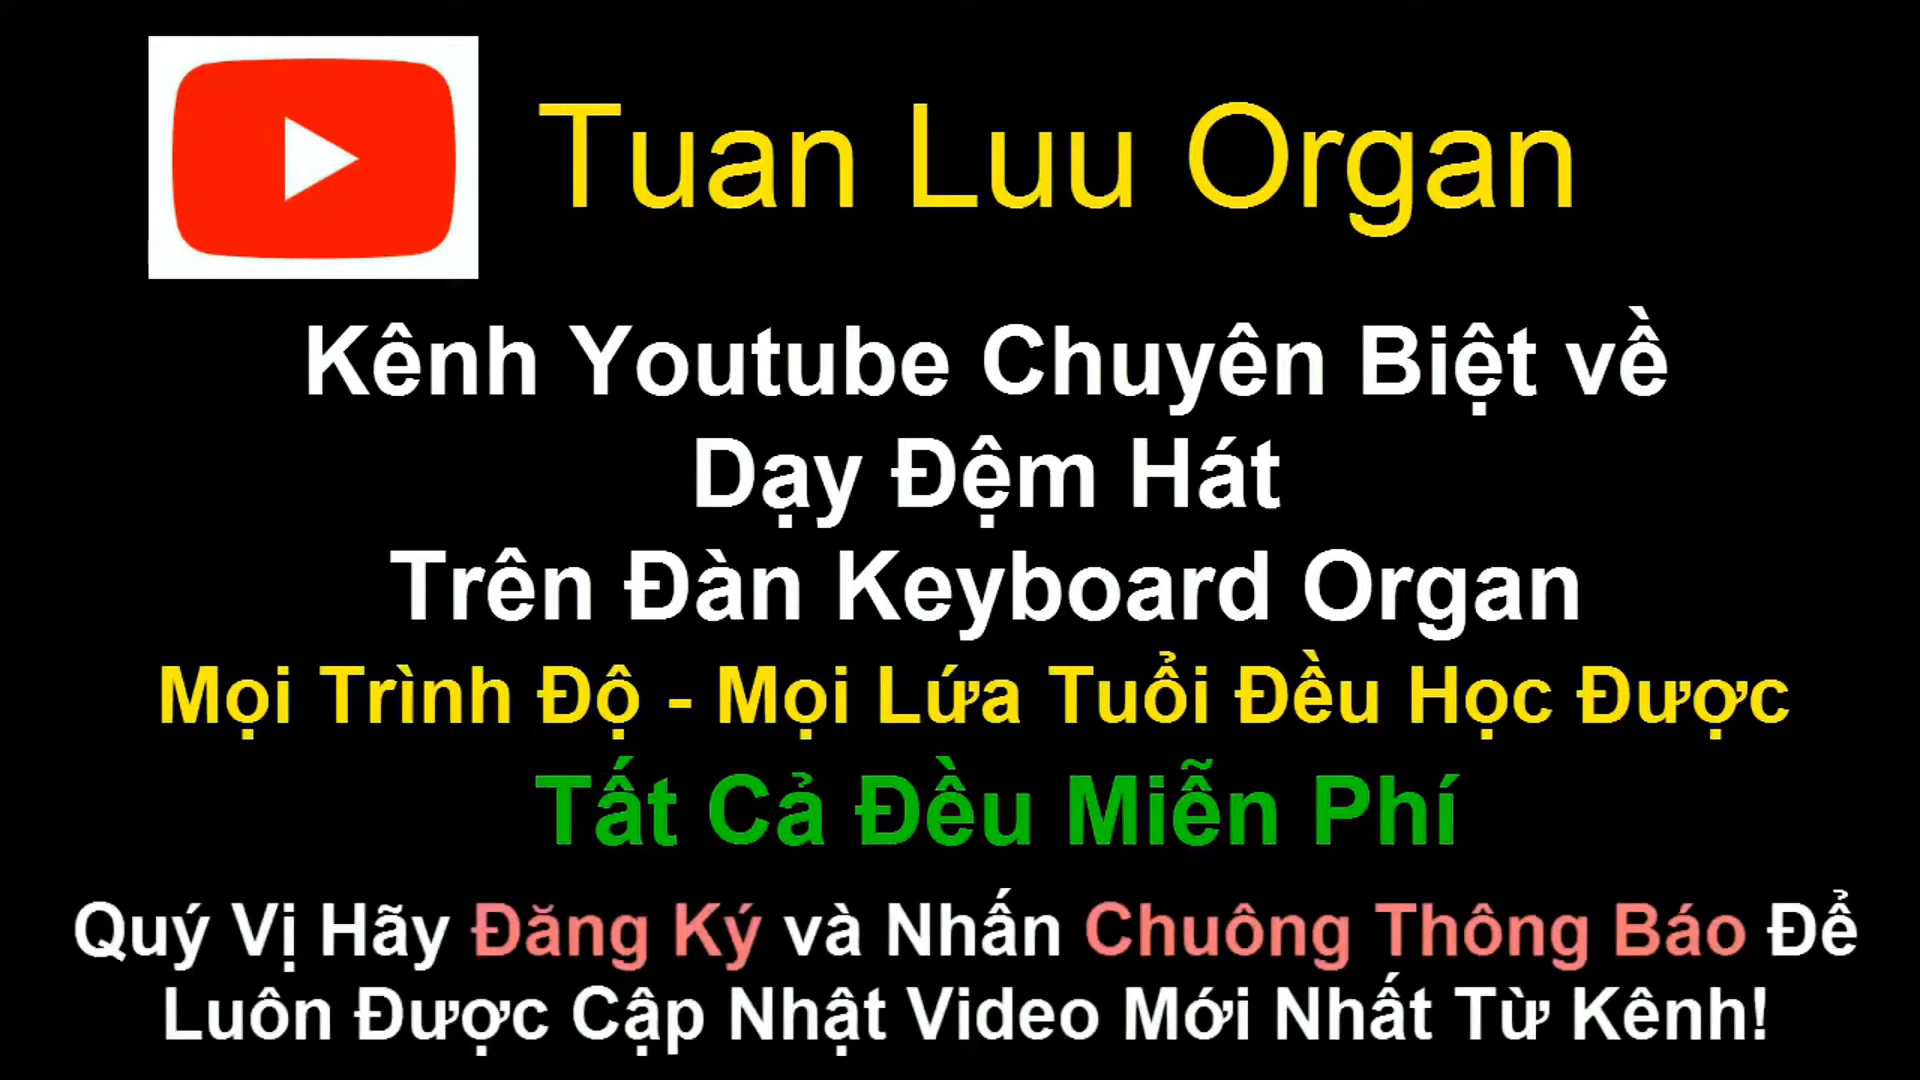 Tuan Luu Organ
Kênh Youtube Chuyên Biệt về
Dạy Đệm Hát
Trên Đàn Keyboard Organ
Mọi Trình Độ - Mọi Lứa Tuổi Đều Học Được
Tất Cả Đều Miễn Phí
Quý Vị Hãy Đăng Ký và Nhấn Chuông Thông Báo Để
Luôn Được Cập Nhật Video Mới Nhất Từ Kênh!